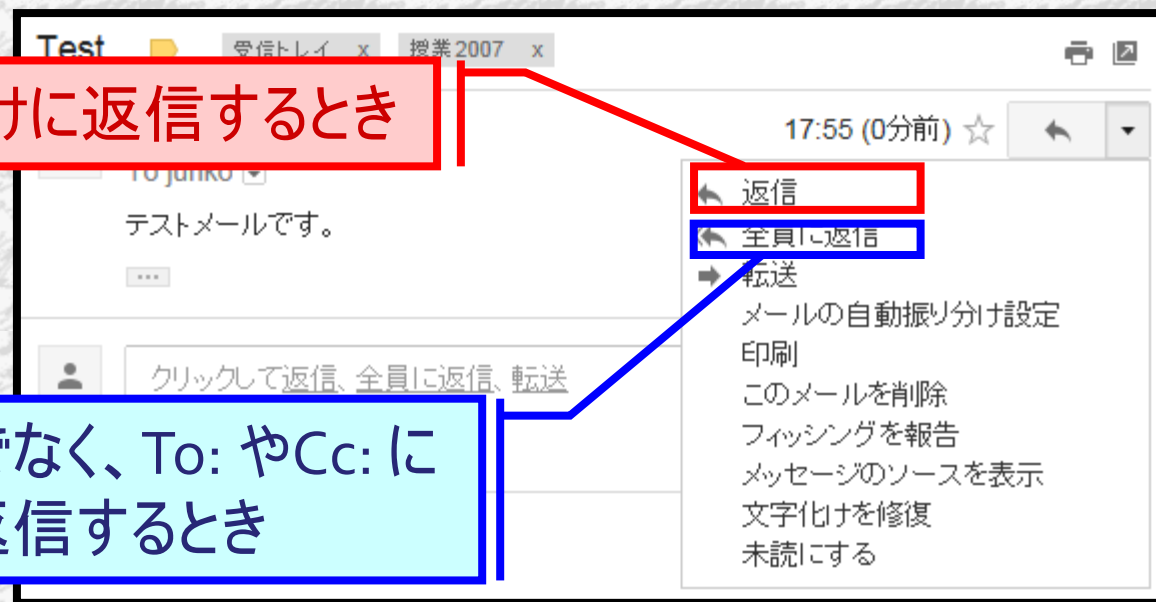 Test 受信トレイ x 授業2007 x
けに返信するとき
17:55 (0分前)
To junko
テストメールです。
返信
全員に返信
転送
メールの自動振り分け設定
印刷
このメールを削除
フィッシングを報告
メッセージのソースを表示
文字化けを修復
未読にする
クリックして返信、全員に返信、転送
でなく、To: やCc: に
返信するとき